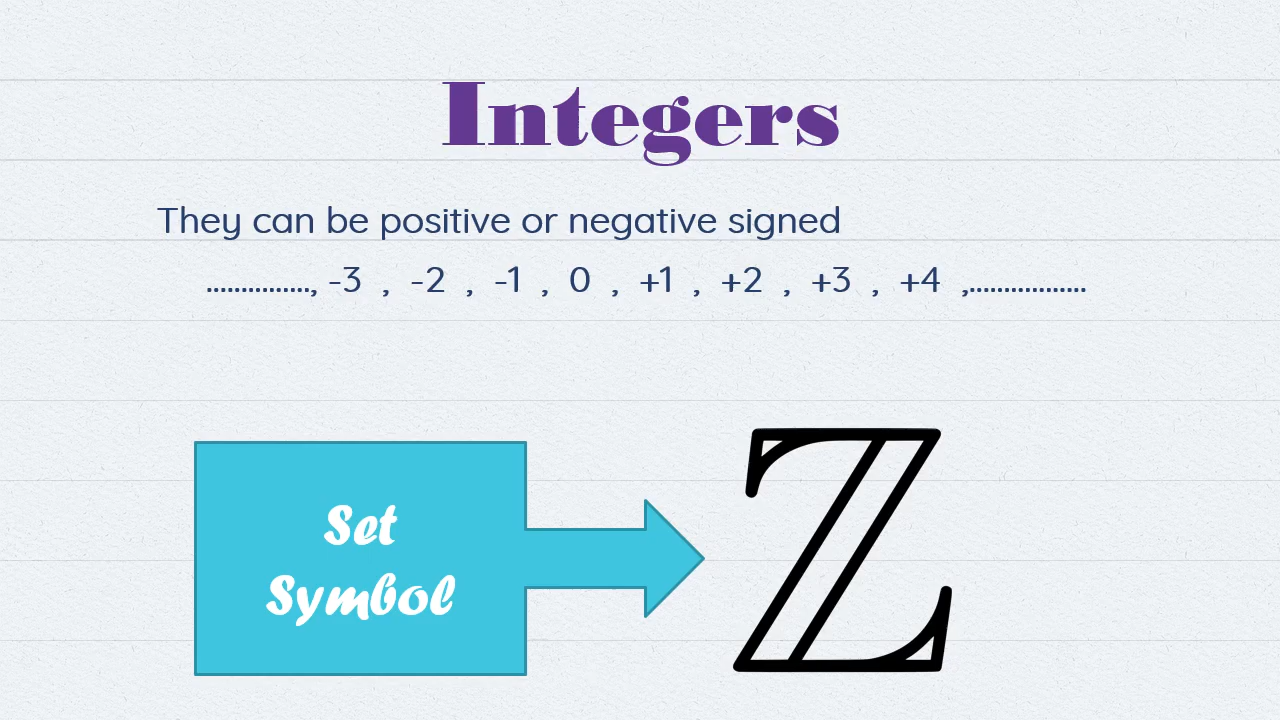 Integers
They can be positive or negative signed
..............., -3 , -2 , -1 , 0 , +1 , +2 , +3 , +4 ,.................
Set
Symbol
ℤ